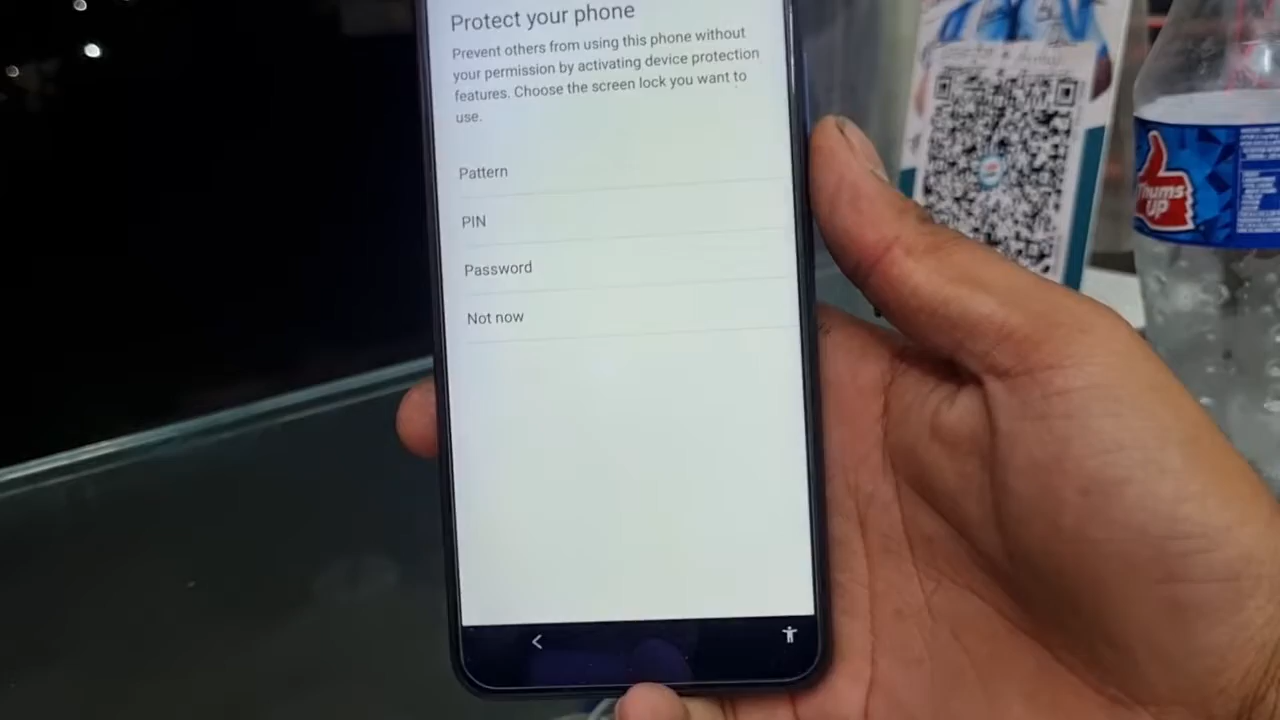 Protect your phone
Prevent others from using this phone without
your permission by activating device protection
features. Choose the screen lock you want to
use.
Pattern
PIN
Password
Not now
Thums
UP